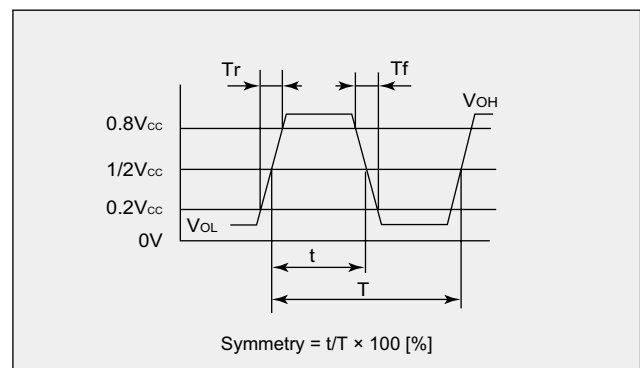 Tr Tf
VOH
0.8Vcc
1/2Vcc
0.2Vcc
VOL
0V
t
T
Symmetry = t/T × 100 [%]